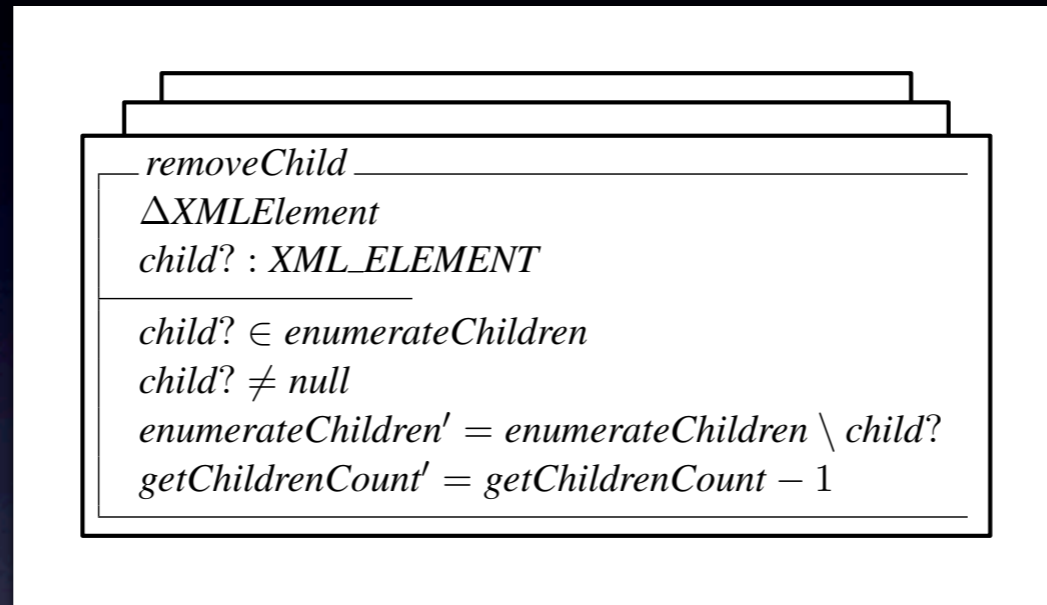 removeChild
ΔXMLElement
child? : XML_ELEMENT
child? ∈ enumerateChildren
child? ≠ null
enumerateChildren′ = enumerateChildren \ child?
getChildrenCount′ = getChildrenCount − 1